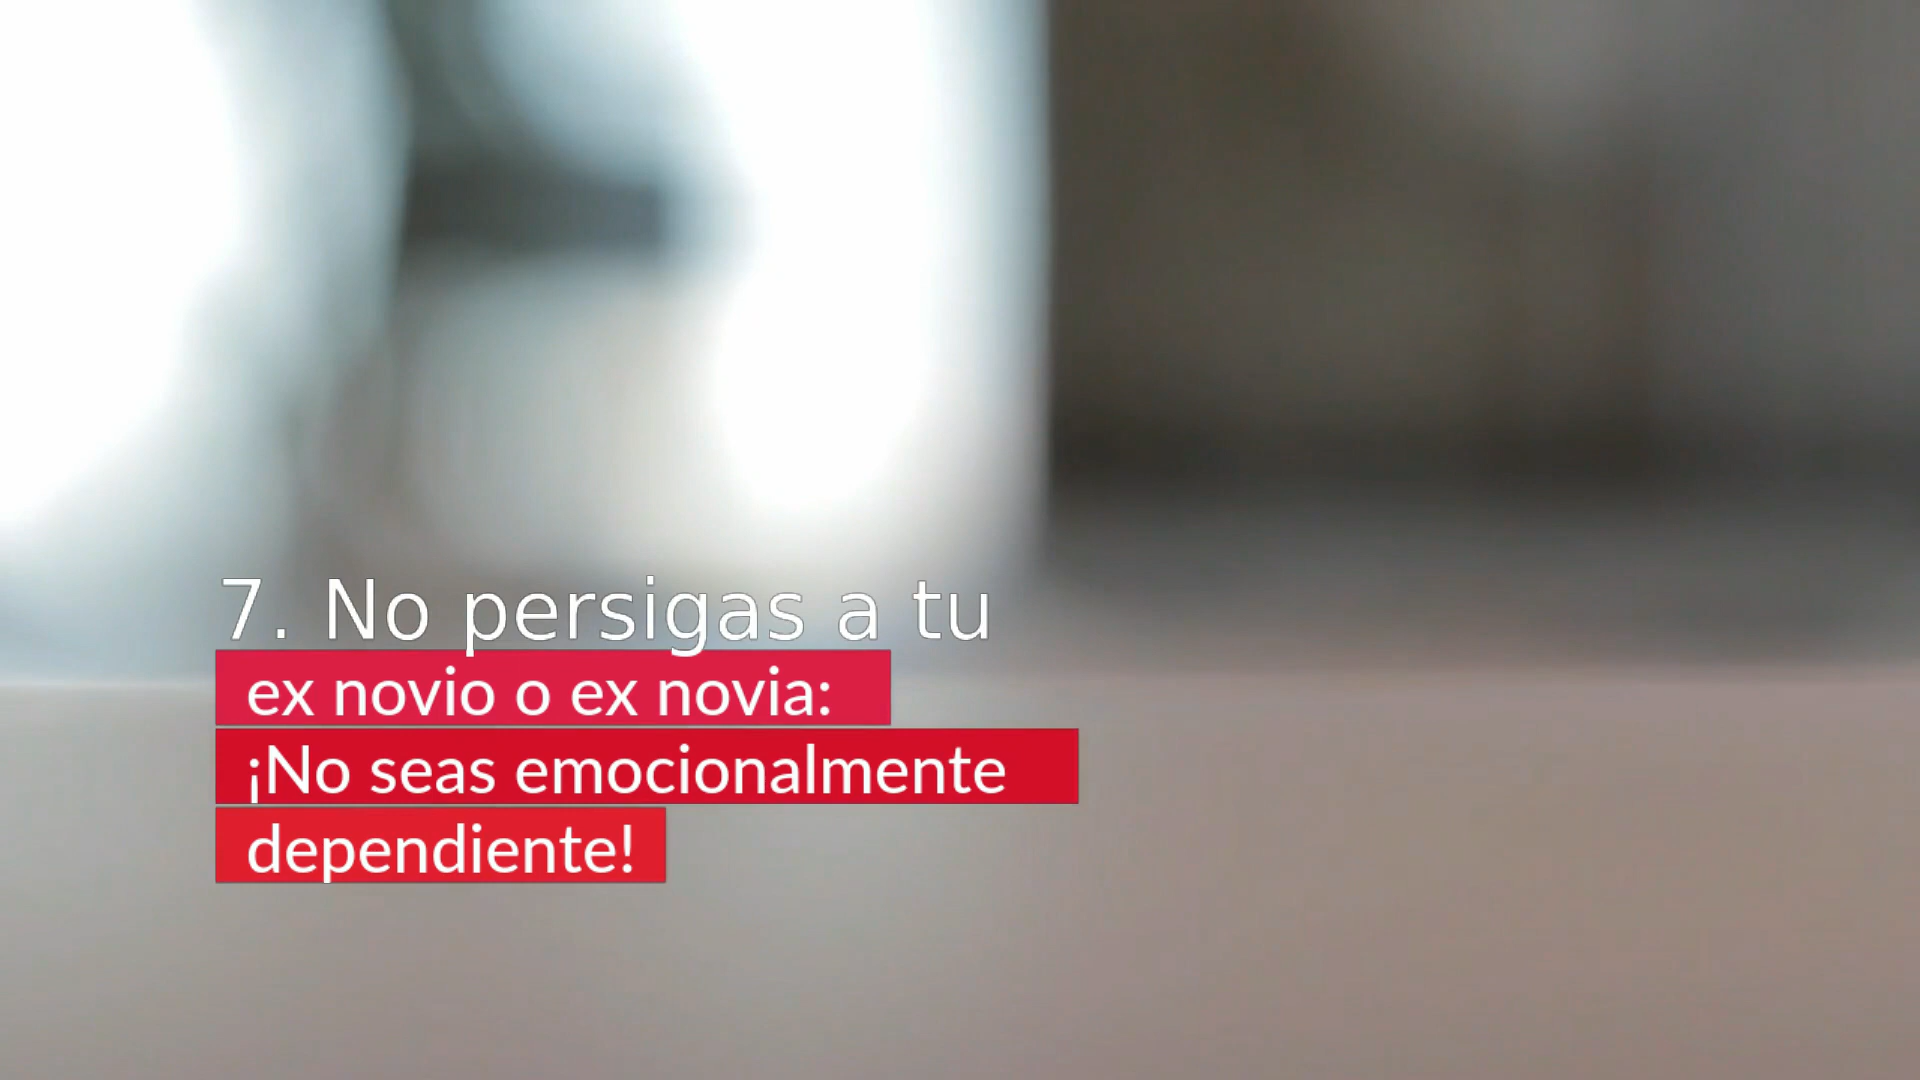 7. No persigas a tu
ex novio o ex novia:
¡No seas emocionalmente
dependiente!